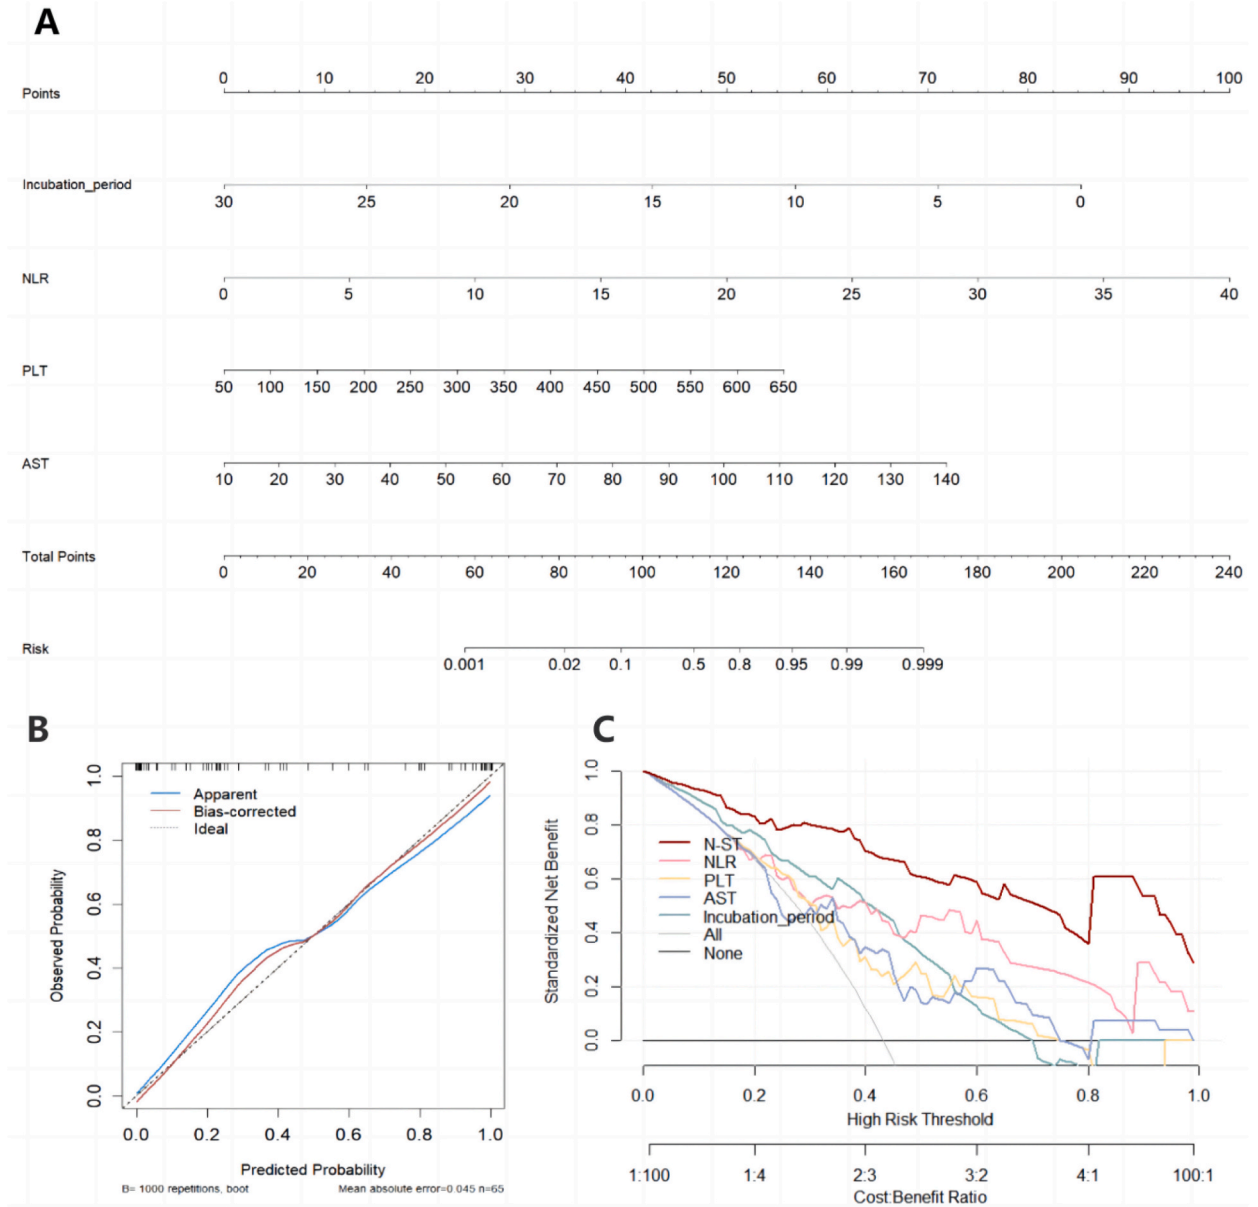 A
Points
0 10 20 30 40 50 60 70 80 90 100
Incubation_period
30 25 20 15 10 5 0
NLR
0 5 10 15 20 25 30 35 40
PLT
50 100 150 200 250 300 350 400 450 500 550 600 650
AST
10 20 30 40 50 60 70 80 90 100 110 120 130 140
Total Points
0 20 40 60 80 100 120 140 160 180 200 220 240
Risk
0.001 0.02 0.1 0.5 0.8 0.95 0.99 0.999
B
Observed Probability
1.0
0.8
0.6
0.4
0.2
0.0
Apparent
Bias-corrected
Ideal
0.0 0.2 0.4 0.6 0.8 1.0
Predicted Probability
B= 1000 repetitions, boot
Mean absolute error=0.045 n=65
C
Standardized Net Benefit
1.0
0.8
0.6
0.4
0.2
0.0
N-ST
NLR
PLT
AST
Incubation_period
All
None
0.0 0.2 0.4 0.6 0.8 1.0
High Risk Threshold
1:100 1:4 2:3 3:2 4:1 100:1
Cost:Benefit Ratio